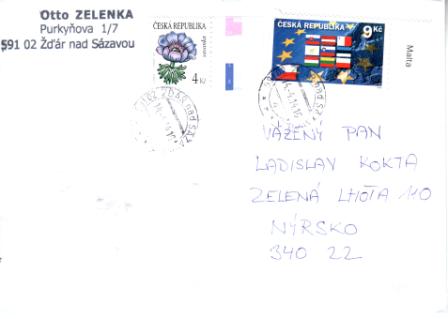 Otto ZELENKA
Purkyňova 1/7
591 02 Žďár nad Sázavou
ČESKÁ REPUBLIKA
4 Kč
ČESKÁ REPUBLIKA
9 Kč
Malta
VÁŽENÝ PAN
LADISLAV KOKTA
ZELENÁ LHOTA 110
NÝRSKO
340 22